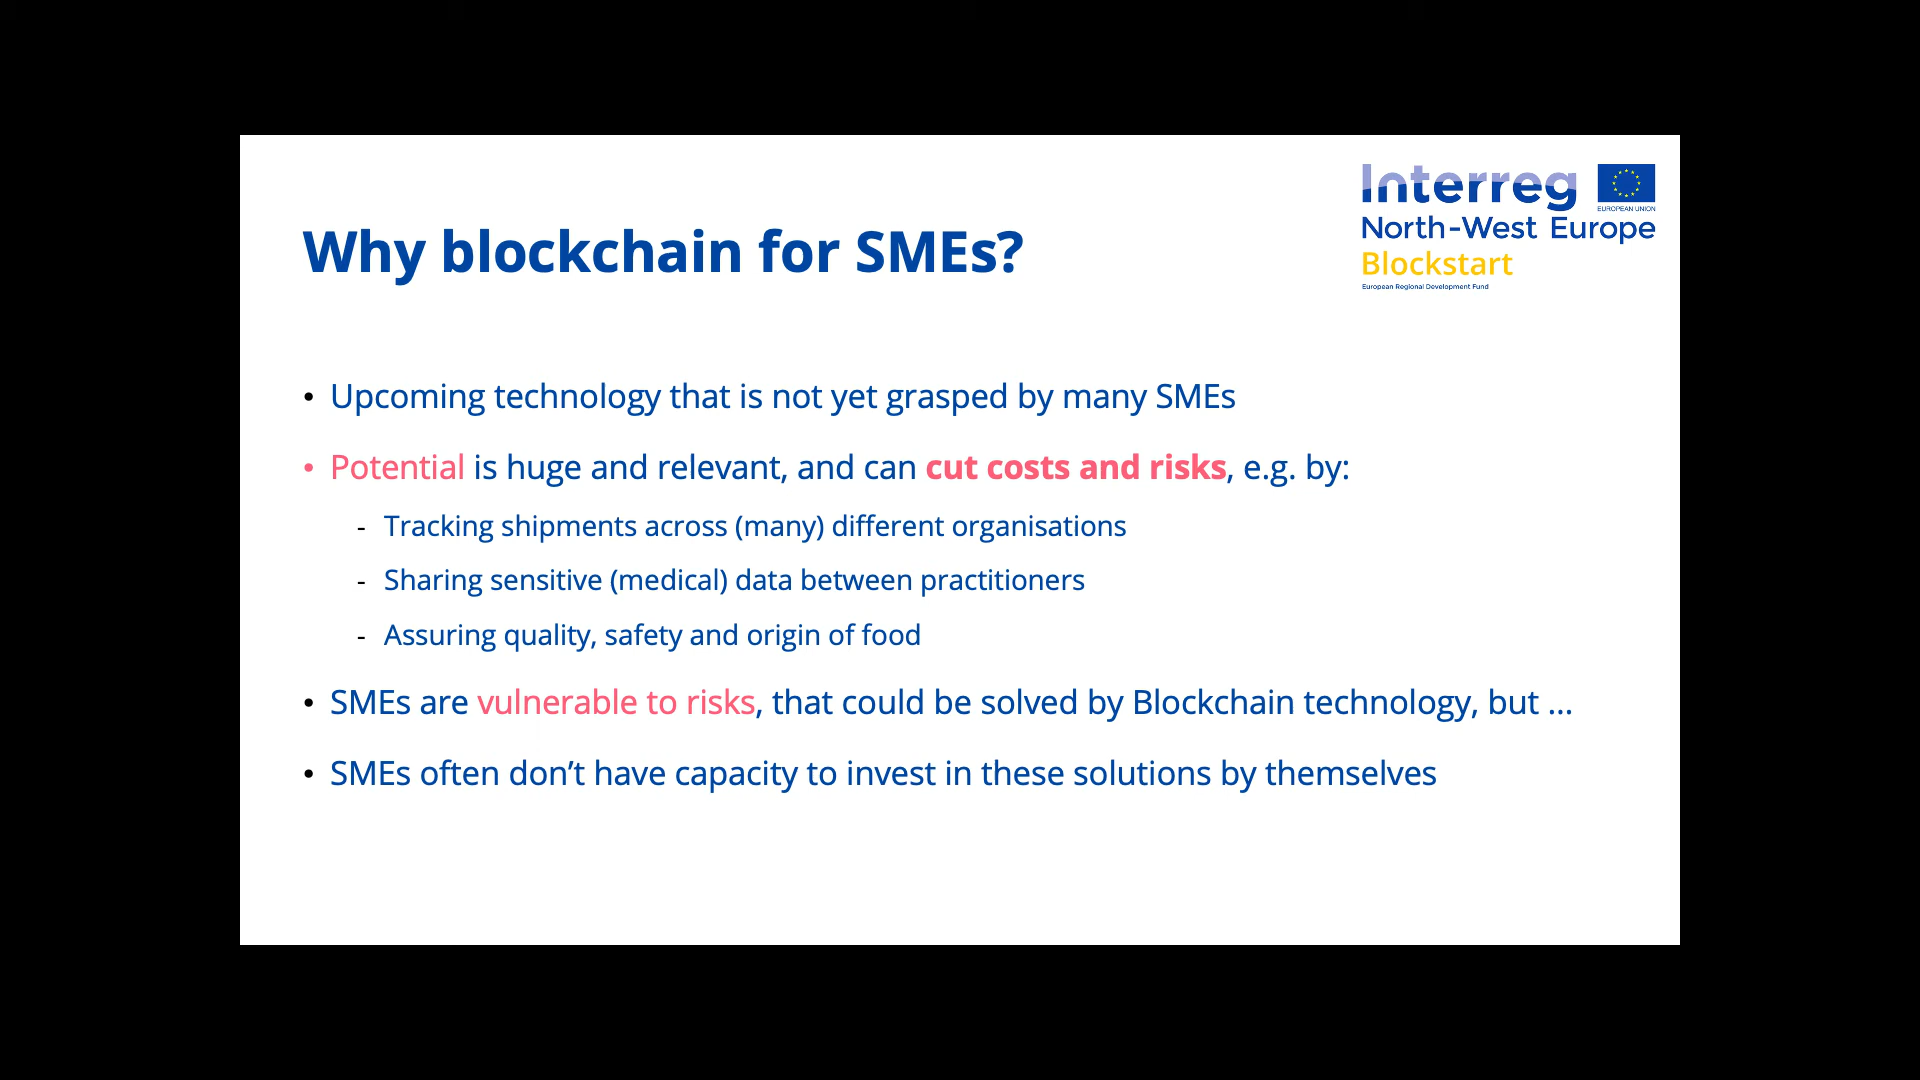 Interreg
EUROPEAN UNION
North-West Europe
Blockstart
European Regional Development Fund
Why blockchain for SMEs?
• Upcoming technology that is not yet grasped by many SMEs
• Potential is huge and relevant, and can cut costs and risks, e.g. by:
- Tracking shipments across (many) different organisations
- Sharing sensitive (medical) data between practitioners
- Assuring quality, safety and origin of food
• SMEs are vulnerable to risks, that could be solved by Blockchain technology, but ...
• SMEs often don’t have capacity to invest in these solutions by themselves